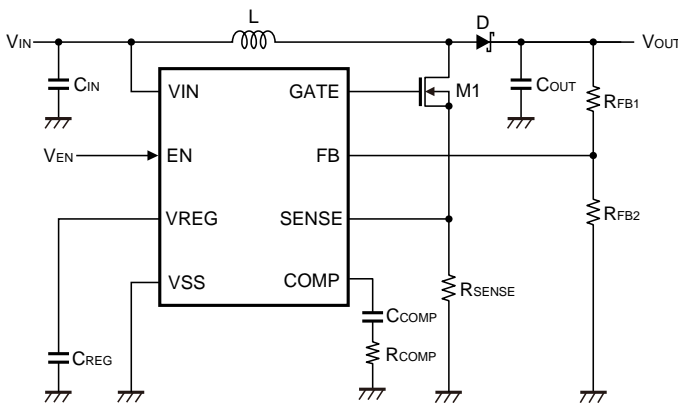 L
D
VIN
VOUT
CIN
VIN
GATE
M1
COUT
RFB1
VEN
EN
FB
VREG
SENSE
RFB2
VSS
COMP
RSENSE
CCOMP
CREG
RCOMP